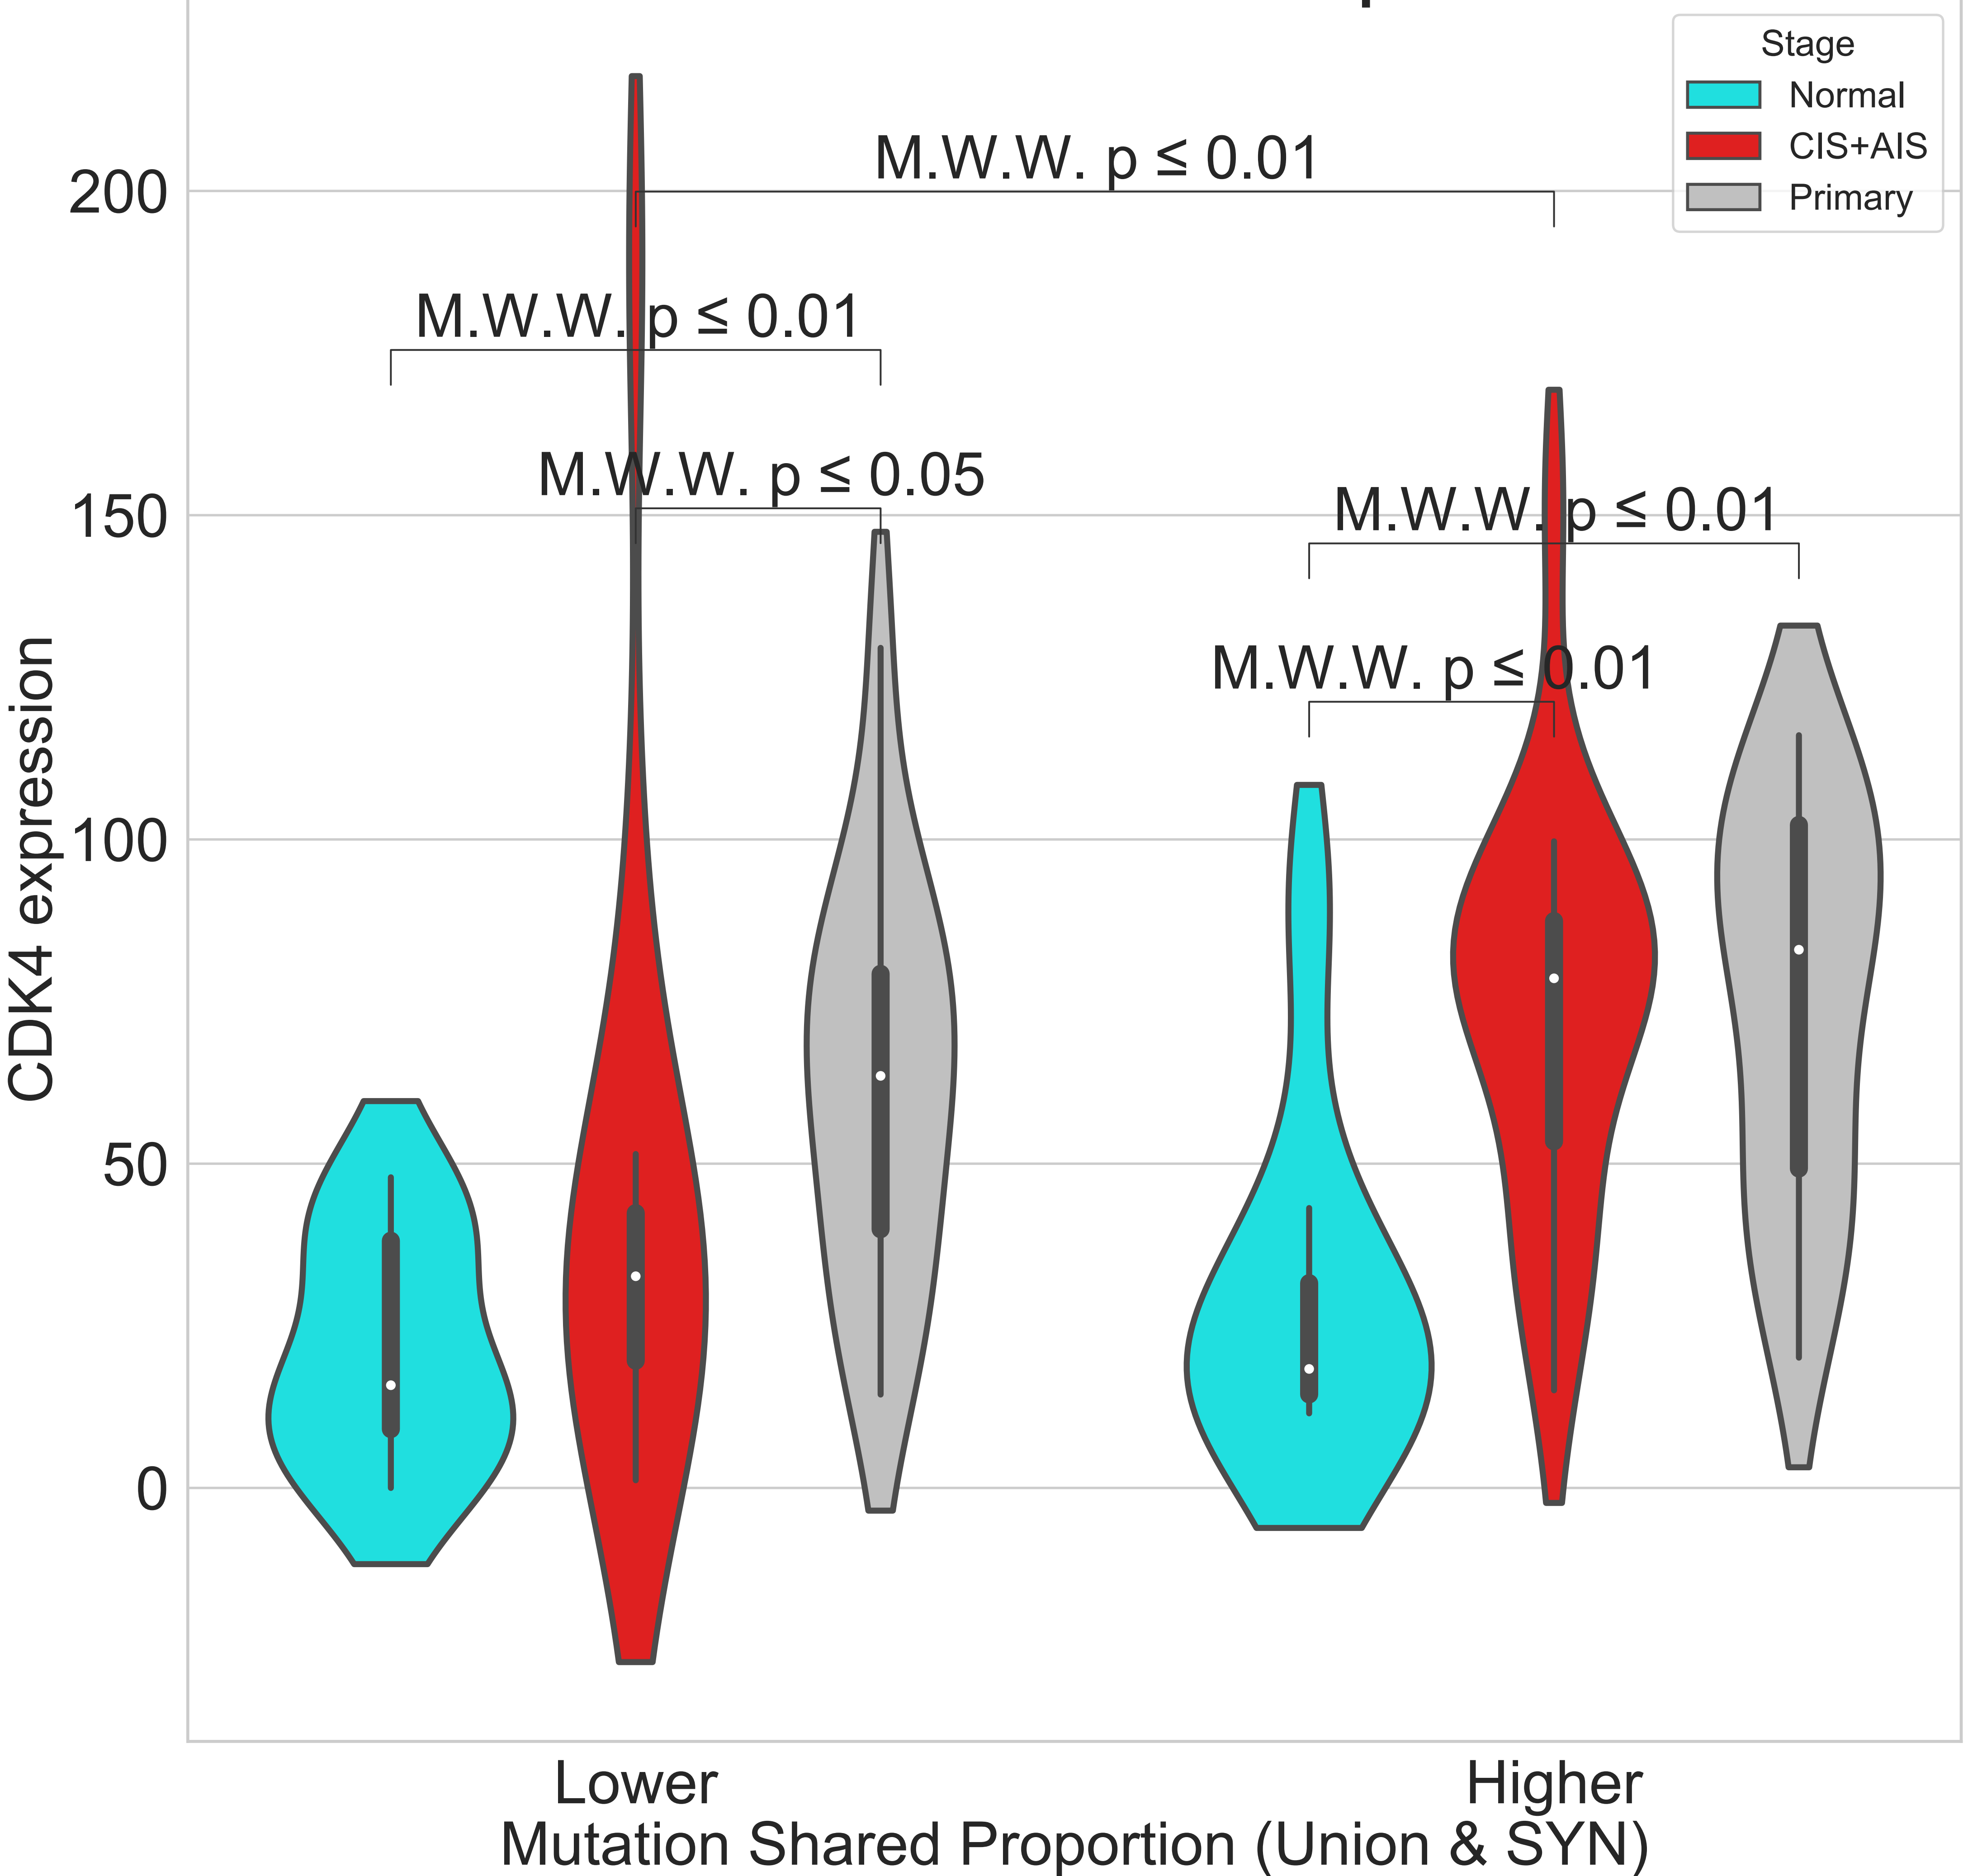 Stage
Normal
CIS+AIS
Primary
M.W.W. p ≤ 0.01
M.W.W. p ≤ 0.01
M.W.W. p ≤ 0.05
M.W.W. p ≤ 0.01
M.W.W. p ≤ 0.01
200
150
100
50
0
CDK4 expression
Lower
Higher
Mutation Shared Proportion (Union & SYN)